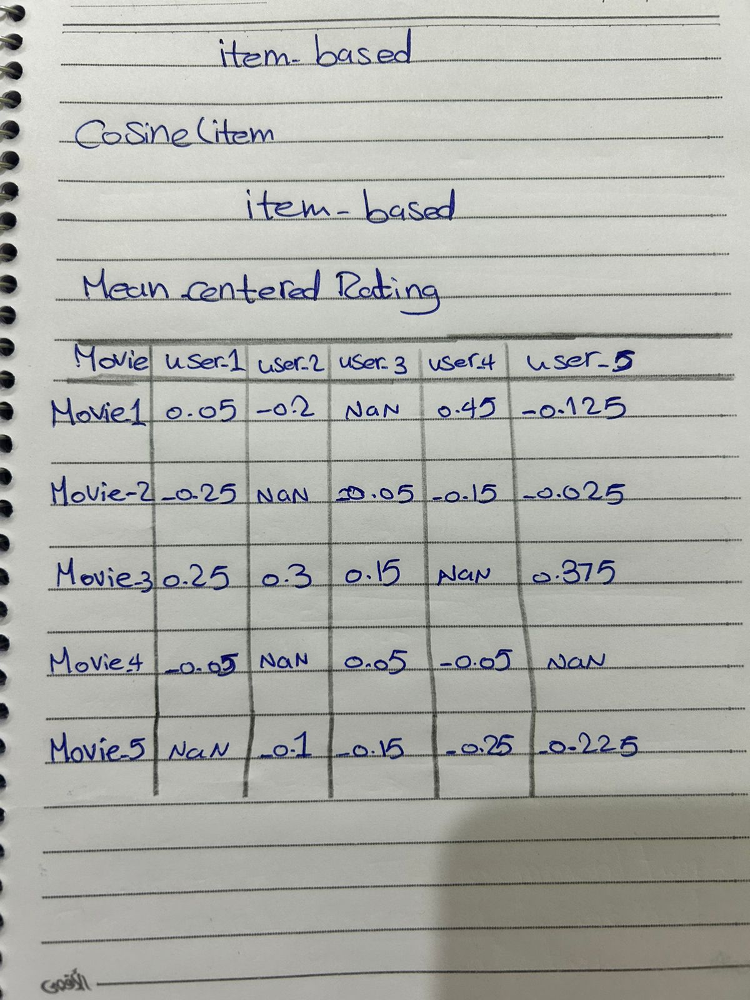 item-based
Cosine(item
item-based
Mean-centered Rating
Movie user-1 user-2 user-3 user-4 user-5
Movie1 0.05 -0.2 NaN 0.45 -0.125
Movie-2 -0.25 NaN -0.05 -0.15 -0.025
Movie-3 0.25 0.3 0.15 NaN 0.375
Movie-4 -0.05 NaN 0.05 -0.05 NaN
Movie-5 NaN -0.1 -0.15 -0.25 -0.225
الأقصى